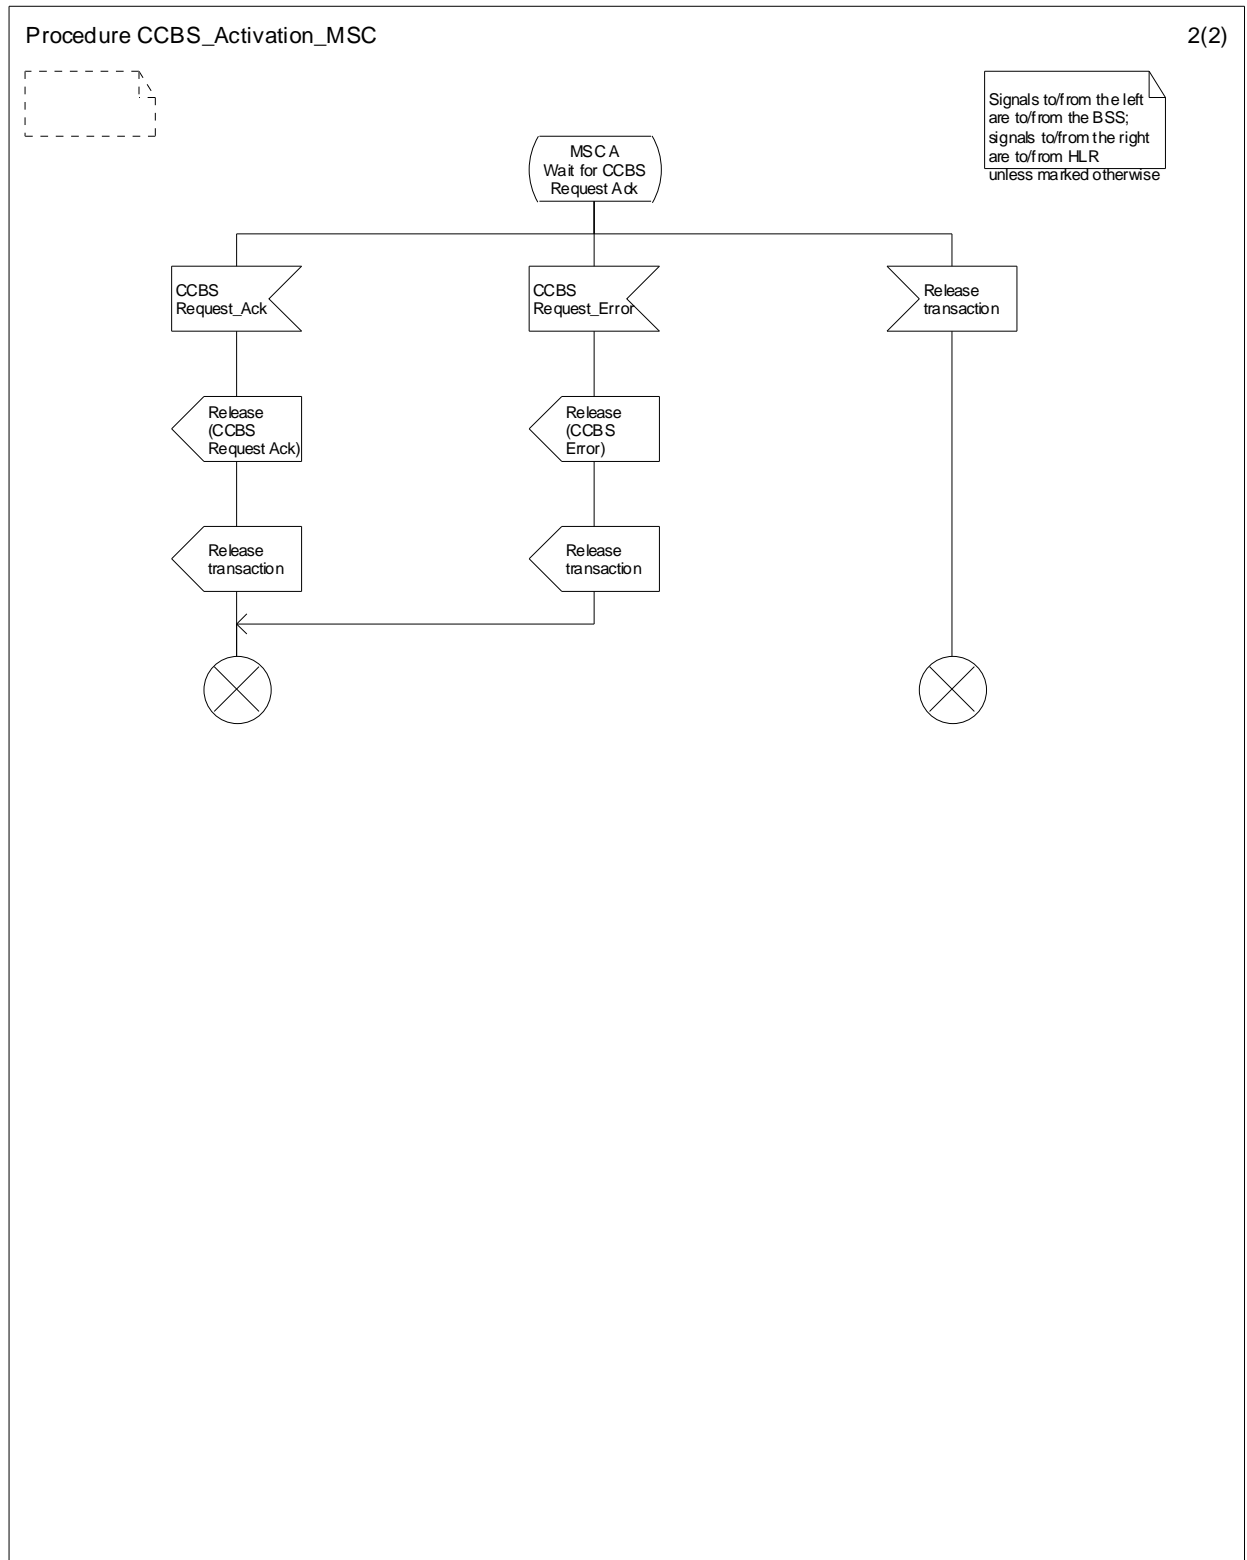 Procedure CCBS_Activation_MSC
2(2)
Signals to/from the left
are to/from the BSS;
signals to/from the right
are to/from HLR
unless marked otherwise
MSC A
Wait for CCBS
Request Ack
CCBS
Request_Ack
CCBS
Request_Error
Release
transaction
Release
(CCBS
Request Ack)
Release
(CCBS
Error)
Release
transaction
Release
transaction